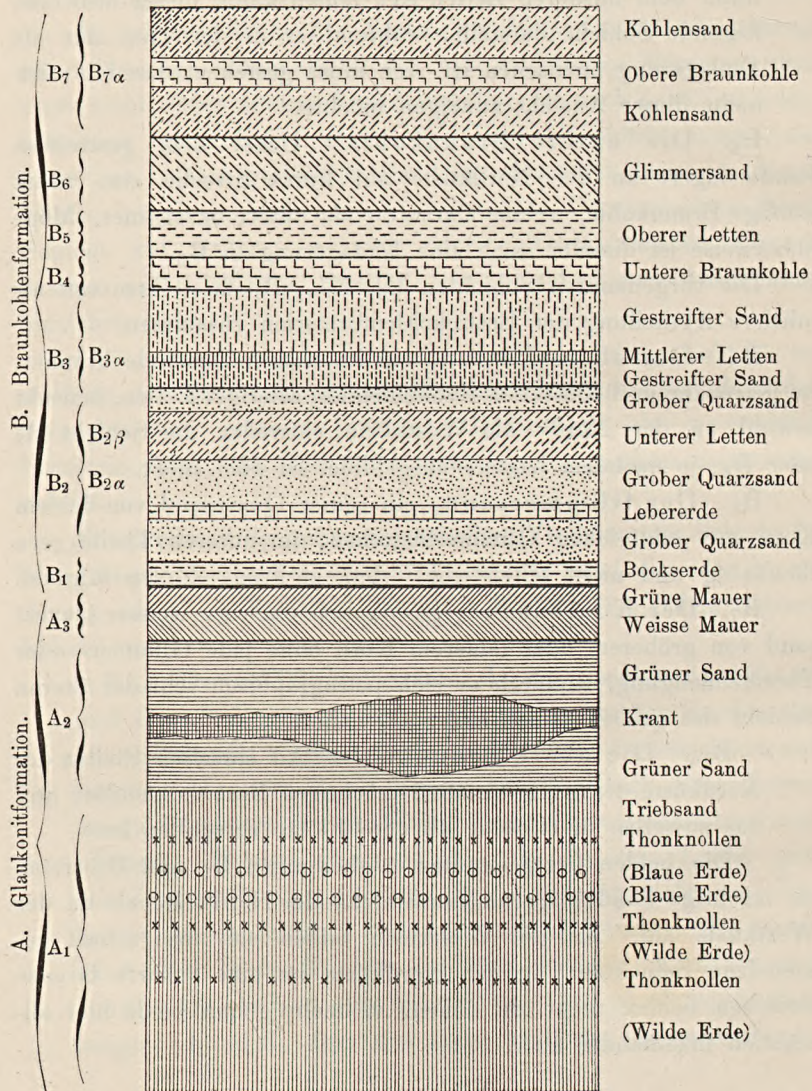 Kohlensand
B7 B7α Obere Braunkohle
Kohlensand
B6 Glimmersand
B5 Oberer Letten
B4 Untere Braunkohle
Gestreifter Sand
B3 B3α Mittlerer Letten
Gestreifter Sand
Grober Quarzsand
B2β Unterer Letten
B2 B2α Grober Quarzsand
Lebererde
Grober Quarzsand
B1 Bockserde
Grüne Mauer
A3 Weisse Mauer
Grüner Sand
A2 Krant
Grüner Sand
Triebsand
Thonknollen
(Blaue Erde)
(Blaue Erde)
Thonknollen
A1 (Wilde Erde)
Thonknollen
(Wilde Erde)
B. Braunkohlenformation.
A. Glaukonitformation.